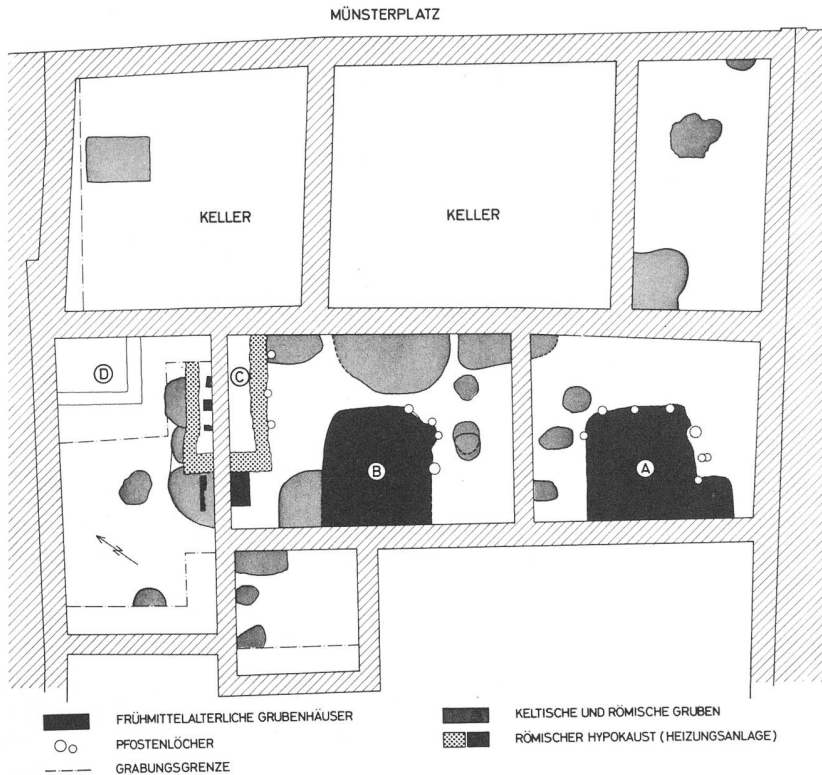 MÜNSTERPLATZ
KELLER
KELLER
D
C
B
A
FRÜHMITTELALTERLICHE GRUBENHÄUSER
PFOSTENLÖCHER
GRABUNGSGRENZE
KELTISCHE UND RÖMISCHE GRUBEN
RÖMISCHER HYPOKAUST (HEIZUNGSANLAGE)